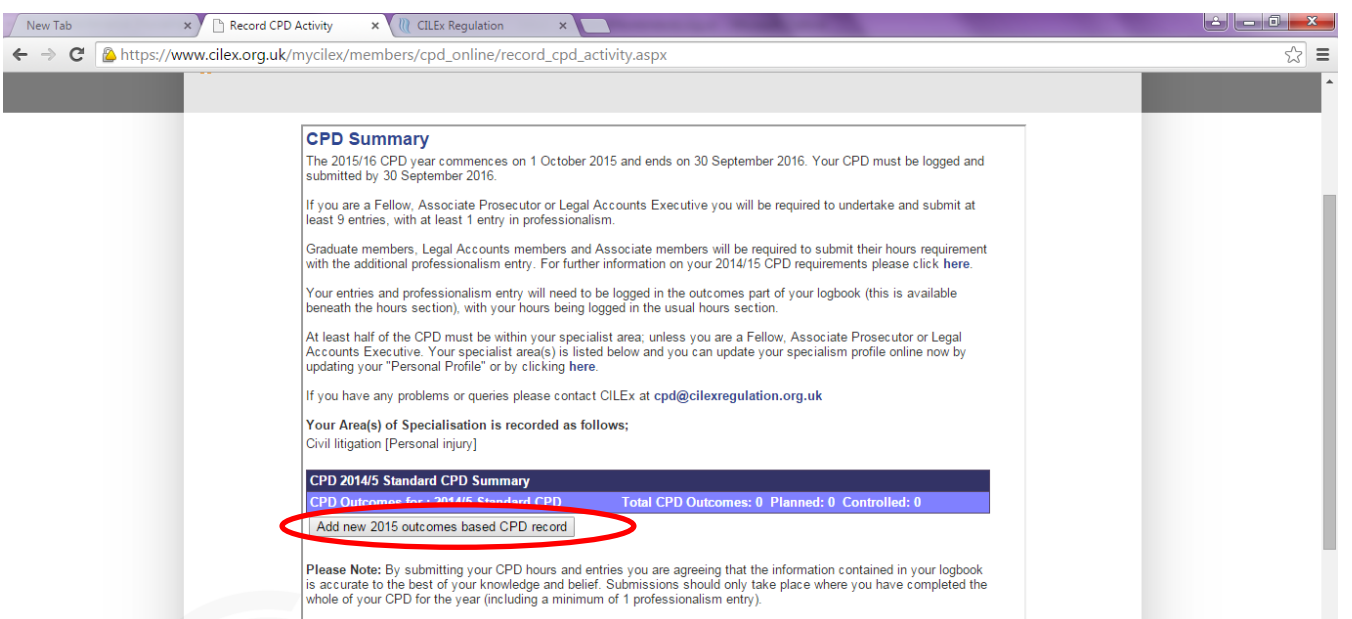 New Tab
Record CPD Activity
CILEx Regulation
https://www.cilex.org.uk/mycilex/members/cpd_online/record_cpd_activity.aspx
CPD Summary
The 2015/16 CPD year commences on 1 October 2015 and ends on 30 September 2016. Your CPD must be logged and
submitted by 30 September 2016.
If you are a Fellow, Associate Prosecutor or Legal Accounts Executive you will be required to undertake and submit at
least 9 entries, with at least 1 entry in professionalism.
Graduate members, Legal Accounts members and Associate members will be required to submit their hours requirement
with the additional professionalism entry. For further information on your 2014/15 CPD requirements please click here.
Your entries and professionalism entry will need to be logged in the outcomes part of your logbook (this is available
beneath the hours section), with your hours being logged in the usual hours section.
At least half of the CPD must be within your specialist area; unless you are a Fellow, Associate Prosecutor or Legal
Accounts Executive. Your specialist area(s) is listed below and you can update your specialism profile online now by
updating your "Personal Profile" or by clicking here.
If you have any problems or queries please contact CILEx at cpd@cilexregulation.org.uk
Your Area(s) of Specialisation is recorded as follows;
Civil litigation [Personal injury]
CPD 2014/5 Standard CPD Summary
CPD Outcomes for : 2014/5 Standard CPD Total CPD Outcomes: 0 Planned: 0 Controlled: 0
Add new 2015 outcomes based CPD record
Please Note: By submitting your CPD hours and entries you are agreeing that the information contained in your logbook
is accurate to the best of your knowledge and belief. Submissions should only take place where you have completed the
whole of your CPD for the year (including a minimum of 1 professionalism entry).